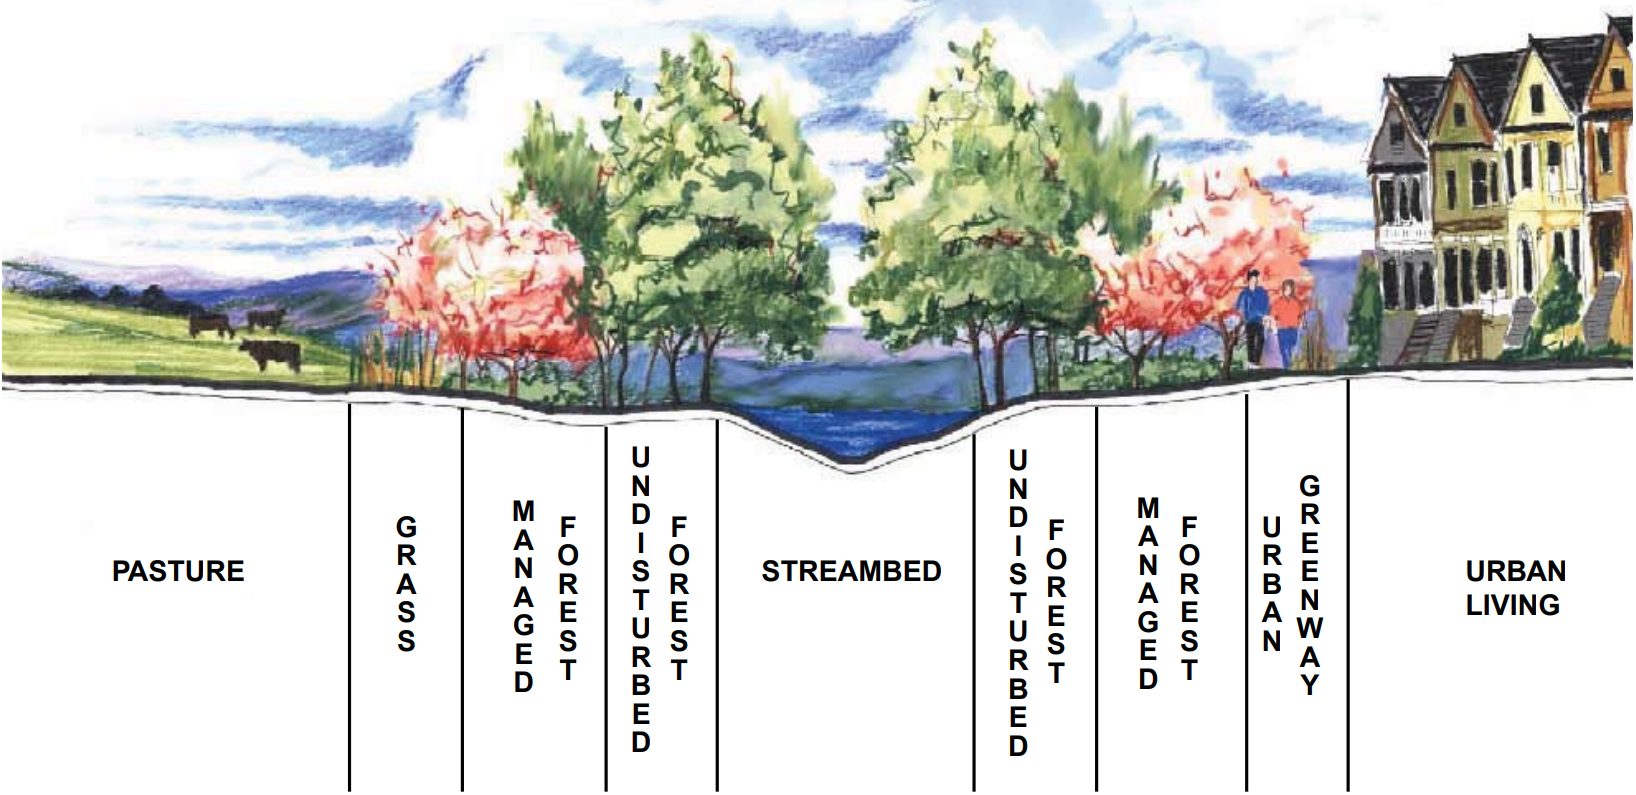 PASTURE
GRASS
MANAGED
FOREST
UNDISTURBED
FOREST
STREAMBED
UNDISTURBED
FOREST
MANAGED
FOREST
URBAN
GREENWAY
URBAN
LIVING